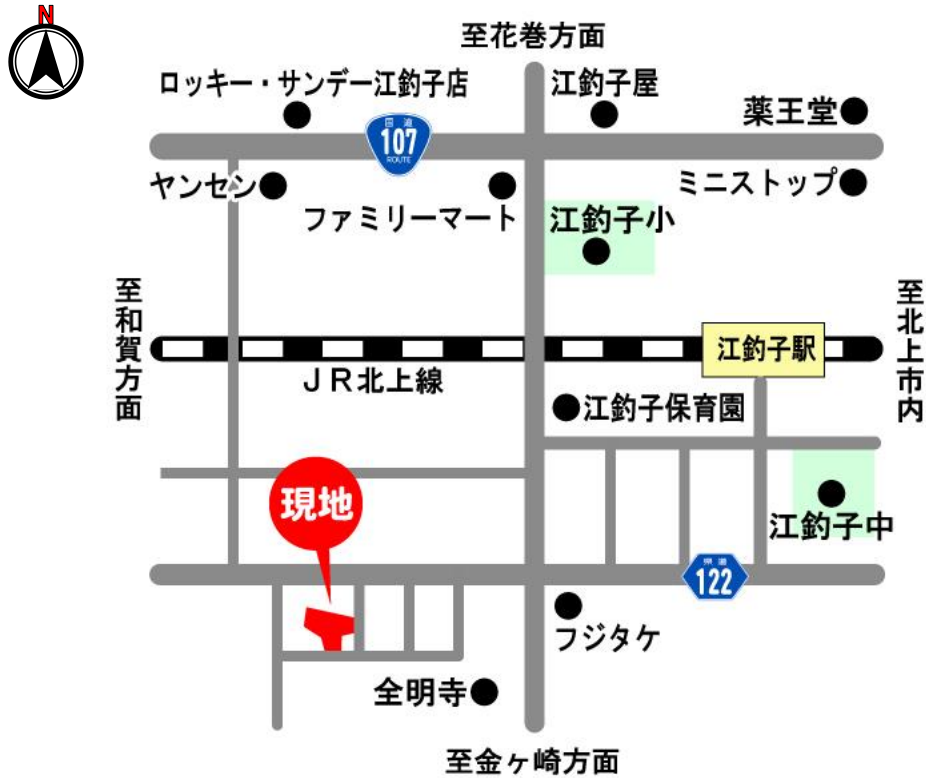 N
至花巻方面
ロッキー・サンデー江釣子店
江釣子屋
薬王堂
国道
107
ROUTE
ヤンセン
ファミリーマート
江釣子小
ミニストップ
至和賀方面
至北上市内
江釣子駅
JR北上線
江釣子保育園
現地
江釣子中
県道
122
フジタケ
全明寺
至金ヶ崎方面